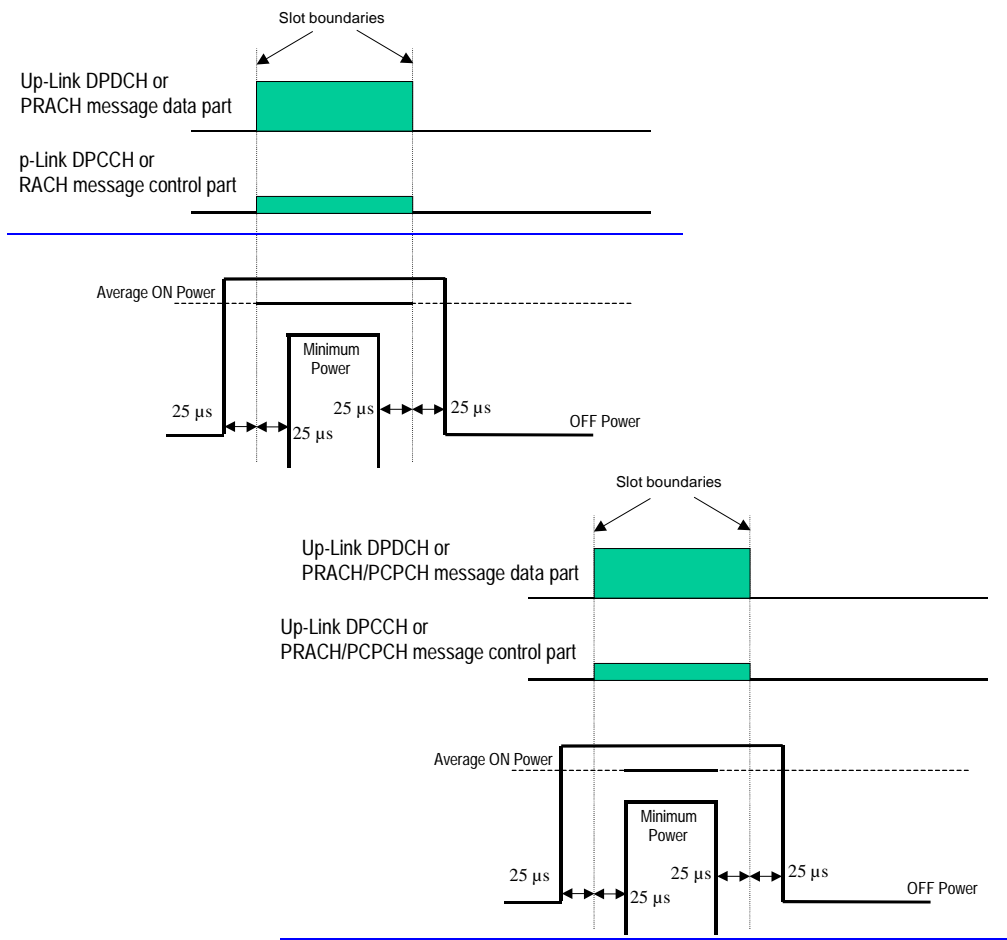 Slot boundaries
Up-Link DPDCH or
PRACH message data part
p-Link DPCCH or
RACH message control part
Average ON Power
Minimum
Power
25 µs
25 µs
25 µs
25 µs
OFF Power
Slot boundaries
Up-Link DPDCH or
PRACH/PCPCH message data part
Up-Link DPCCH or
PRACH/PCPCH message control part
Average ON Power
Minimum
Power
25 µs
25 µs
25 µs
25 µs
OFF Power